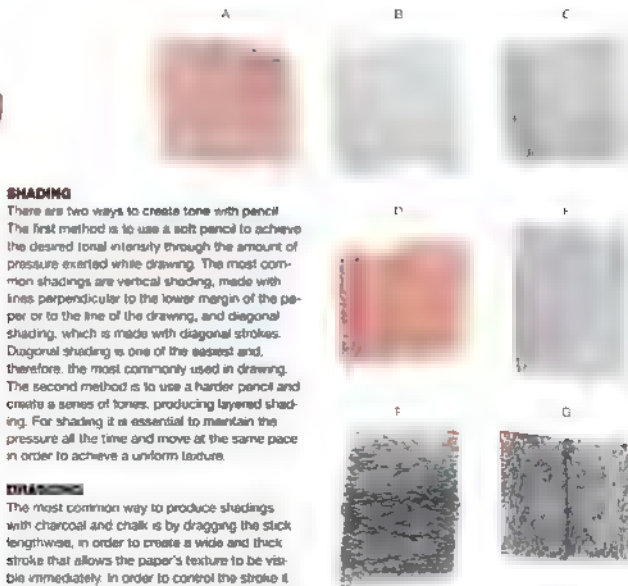 A B C
SHADING
There are two ways to create tone with pencil
The first method is to use a soft pencil to achieve
the desired tonal intensity through the amount of
pressure exerted while drawing. The most com-
mon shadings are vertical shading, made with
lines perpendicular to the lower margin of the pa-
per or to the line of the drawing, and diagonal
shading, which is made with diagonal strokes.
Diagonal shading is one of the easiest and,
therefore, the most commonly used in drawing.
The second method is to use a harder pencil and
create a series of tones, producing layered shad-
ing. For shading it is essential to maintain the
pressure all the time and move at the same pace
in order to achieve a uniform texture.
D E
F G
The most common way to produce shadings
with charcoal and chalk is by dragging the stick
lengthwise, in order to create a wide and thick
stroke that allows the paper's texture to be visi-
ble immediately. In order to control the stroke it